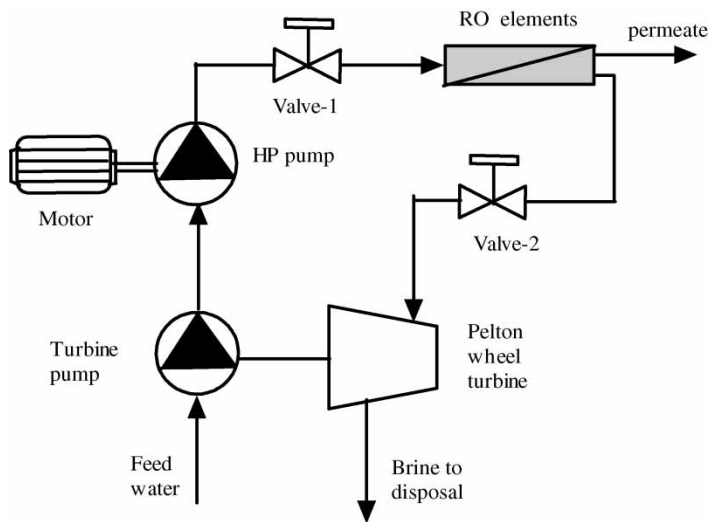 RO elements
permeate
Valve-1
HP pump
Motor
Valve-2
Turbine
pump
Pelton
wheel
turbine
Feed
water
Brine to
disposal